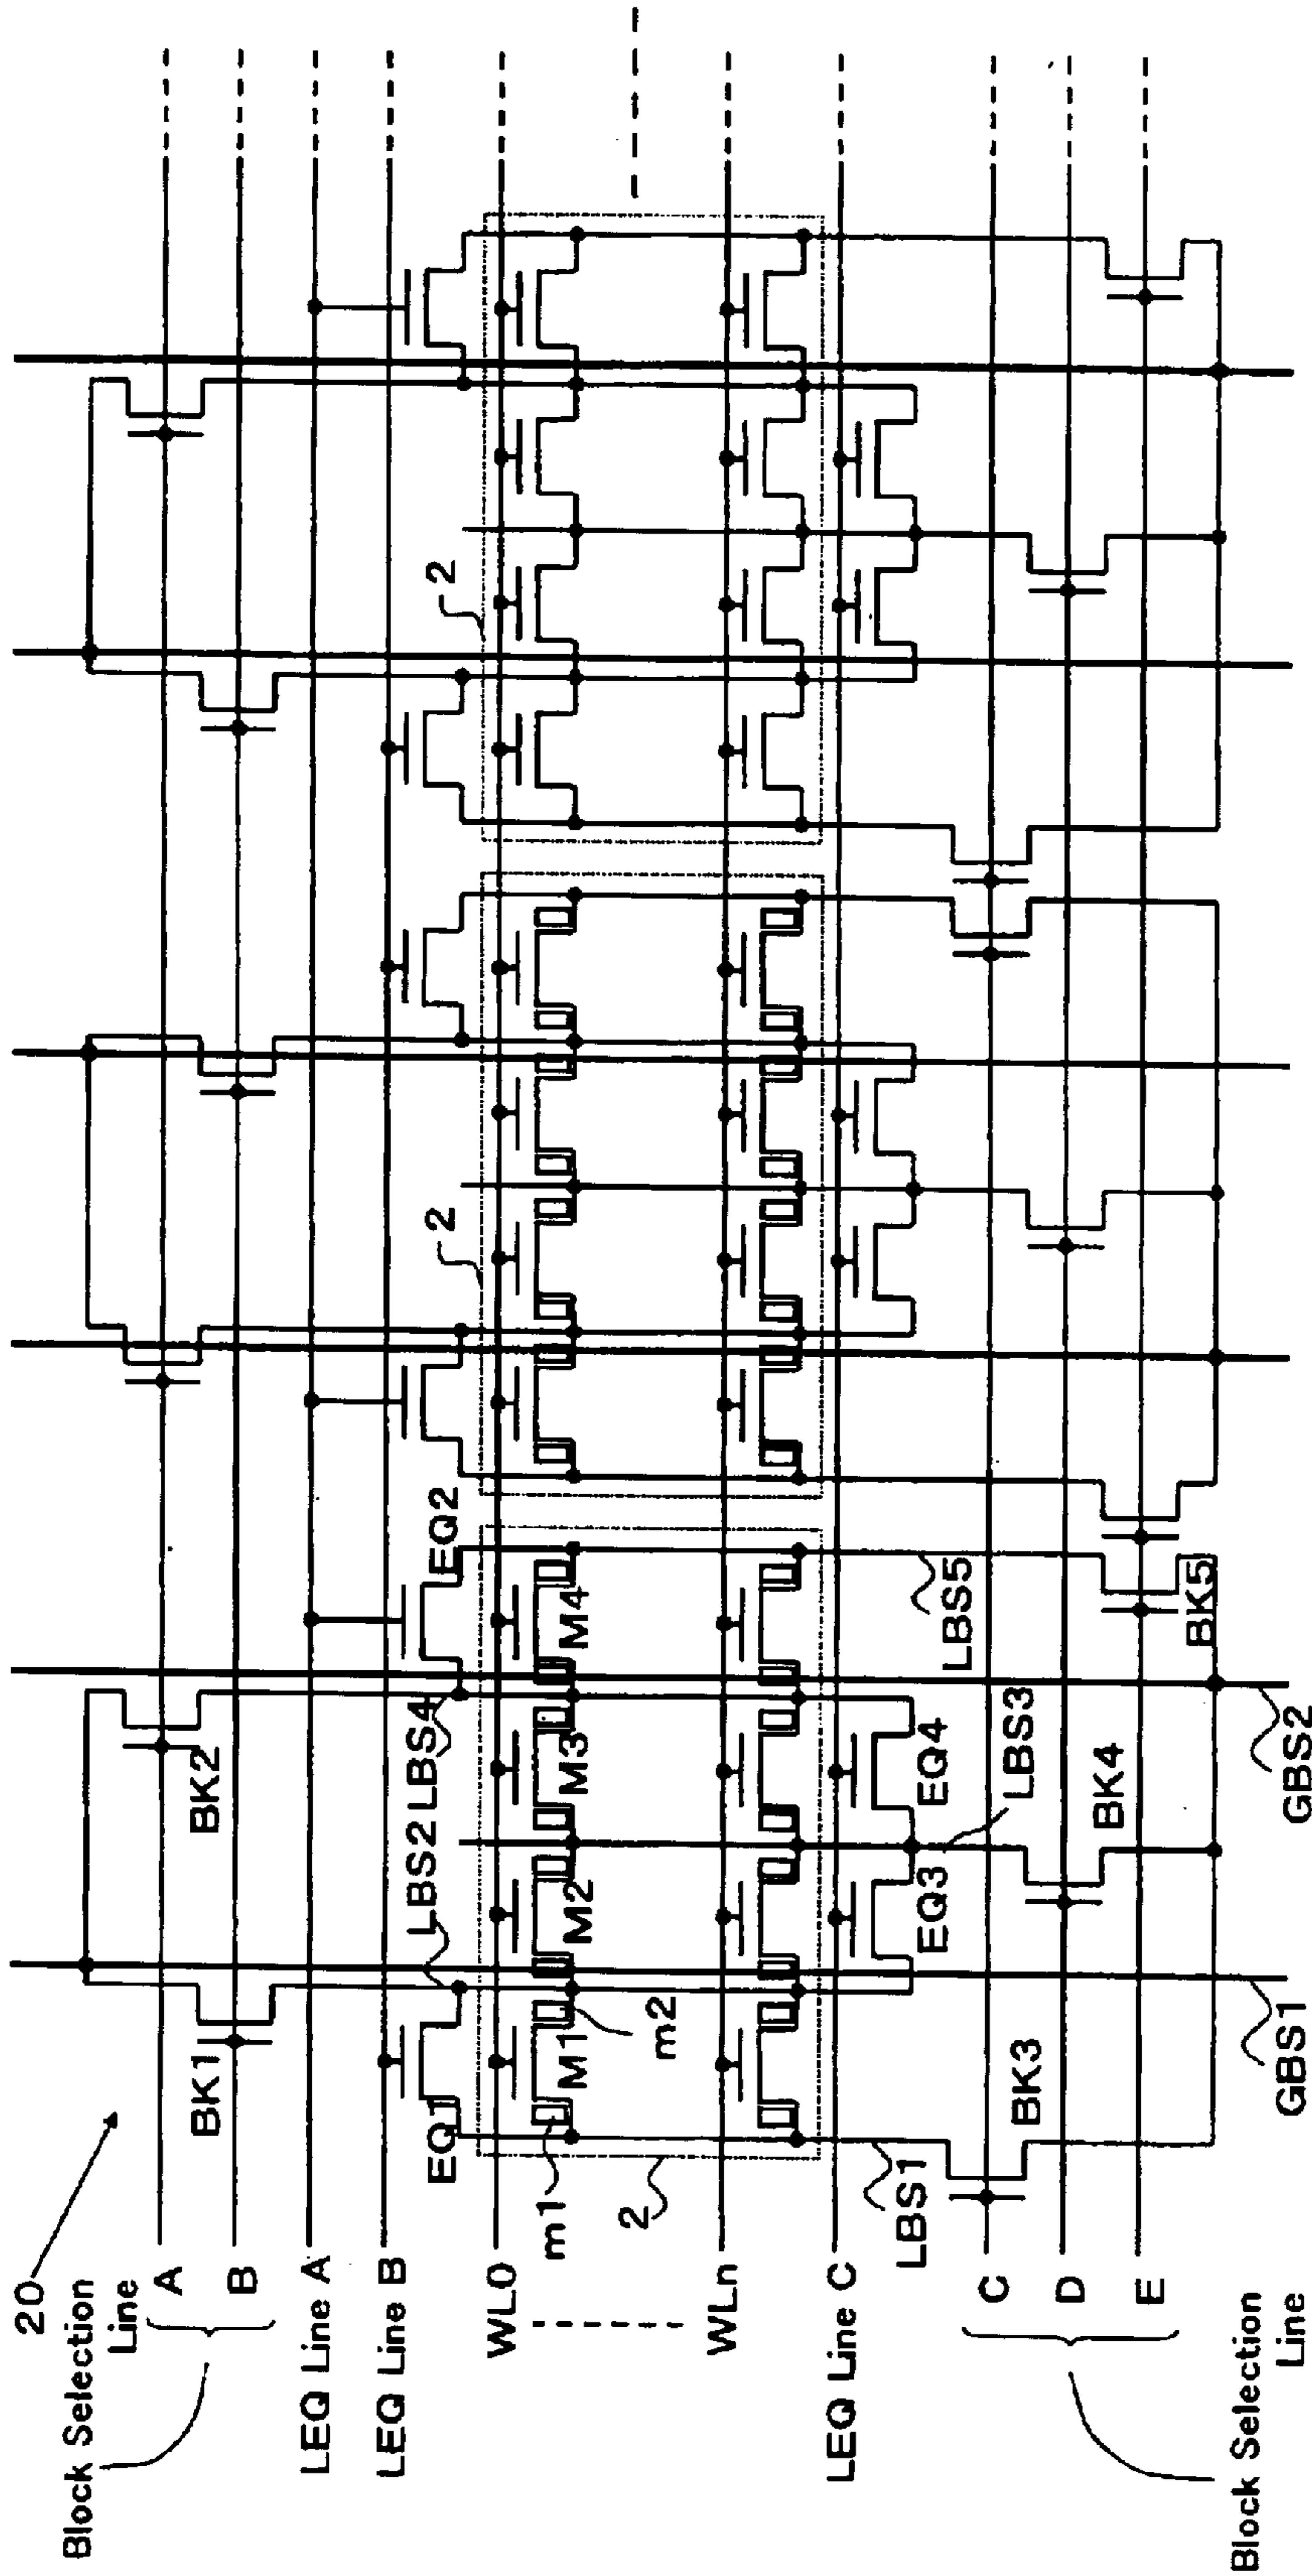 20
Block Selection
Line
A
B
LEQ Line A
LEQ Line B
WL0
WLn
LEQ Line C
C
D
E
Block Selection
Line
BK1
BK2
EQ1
LBS2
LBS4
EQ2
2
2
M1
M2
M3
M4
m1
m2
2
LBS1
EQ3
EQ4
LBS3
LBS5
BK3
BK4
BK5
GBS1
GBS2